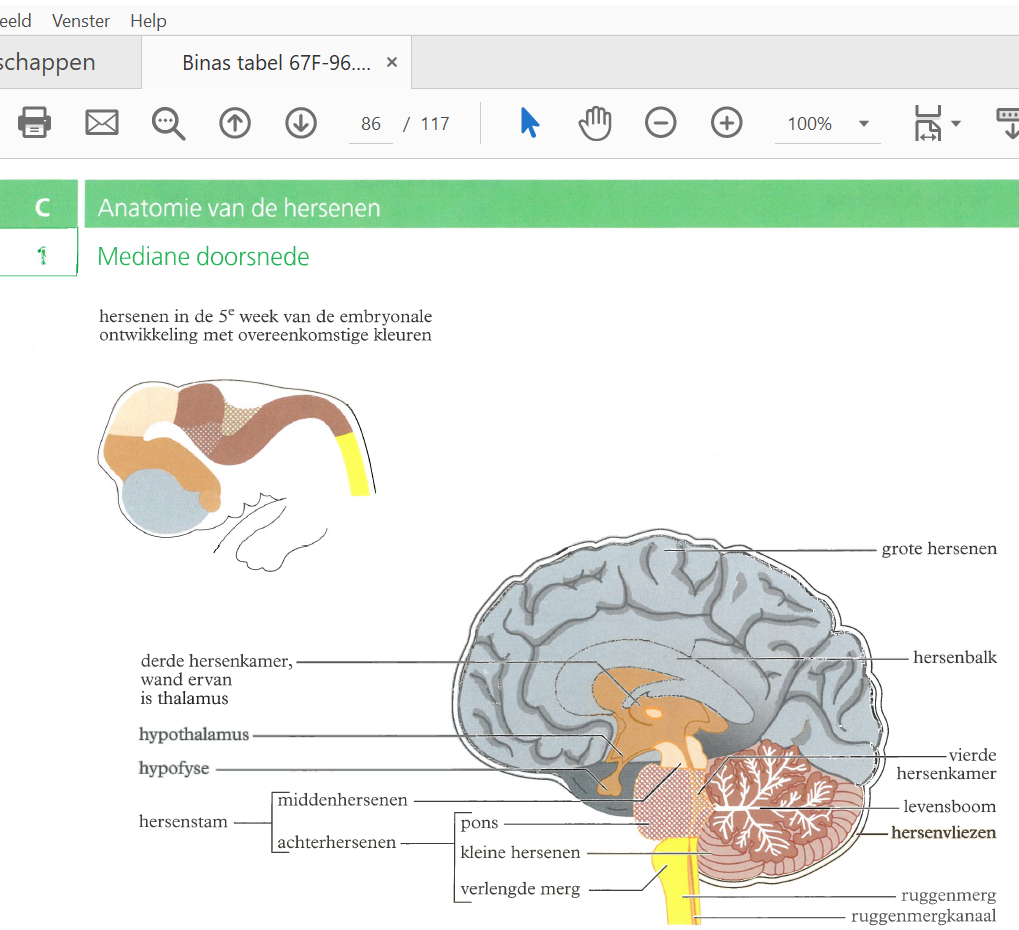 eeld Venster Help
schappen
Binas tabel 67F-96.... ×
86 / 117
100%
C Anatomie van de hersenen
1 Mediane doorsnede
hersenen in de 5e week van de embryonale
ontwikkeling met overeenkomstige kleuren
grote hersenen
hersenbalk
derde hersenkamer,
wand ervan
is thalamus
hypothalamus
hypofyse
vierde
hersenkamer
middenhersenen
levensboom
hersenstam
pons
hersenvliezen
achterhersenen
kleine hersenen
verlengde merg
ruggenmerg
ruggenmergkanaal